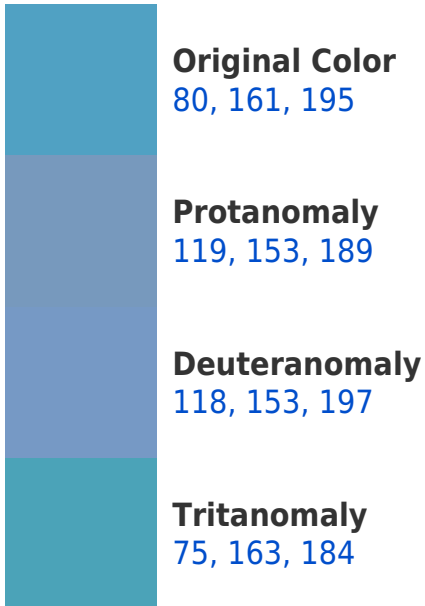 Original Color
80, 161, 195
Protanomaly
119, 153, 189
Deuteranomaly
118, 153, 197
Tritanomaly
75, 163, 184